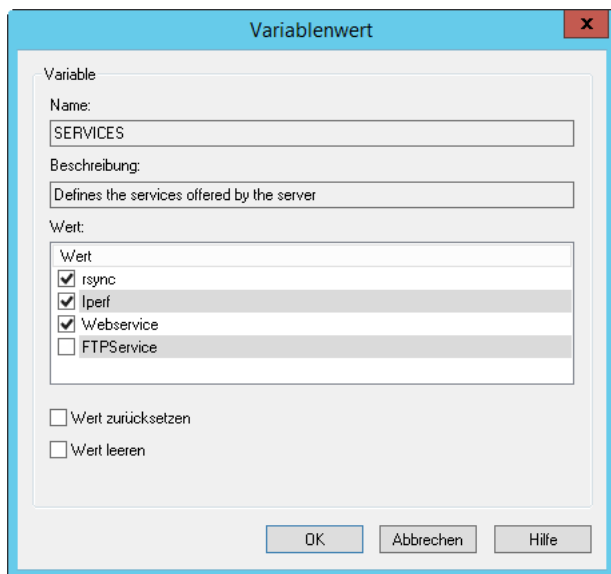 Variablenwert
x
Variable
Name:
SERVICES
Beschreibung:
Defines the services offered by the server
Wert:
Wert
rsync
Iperf
Webservice
FTPService
Wert zurücksetzen
Wert leeren
OK Abbrechen Hilfe